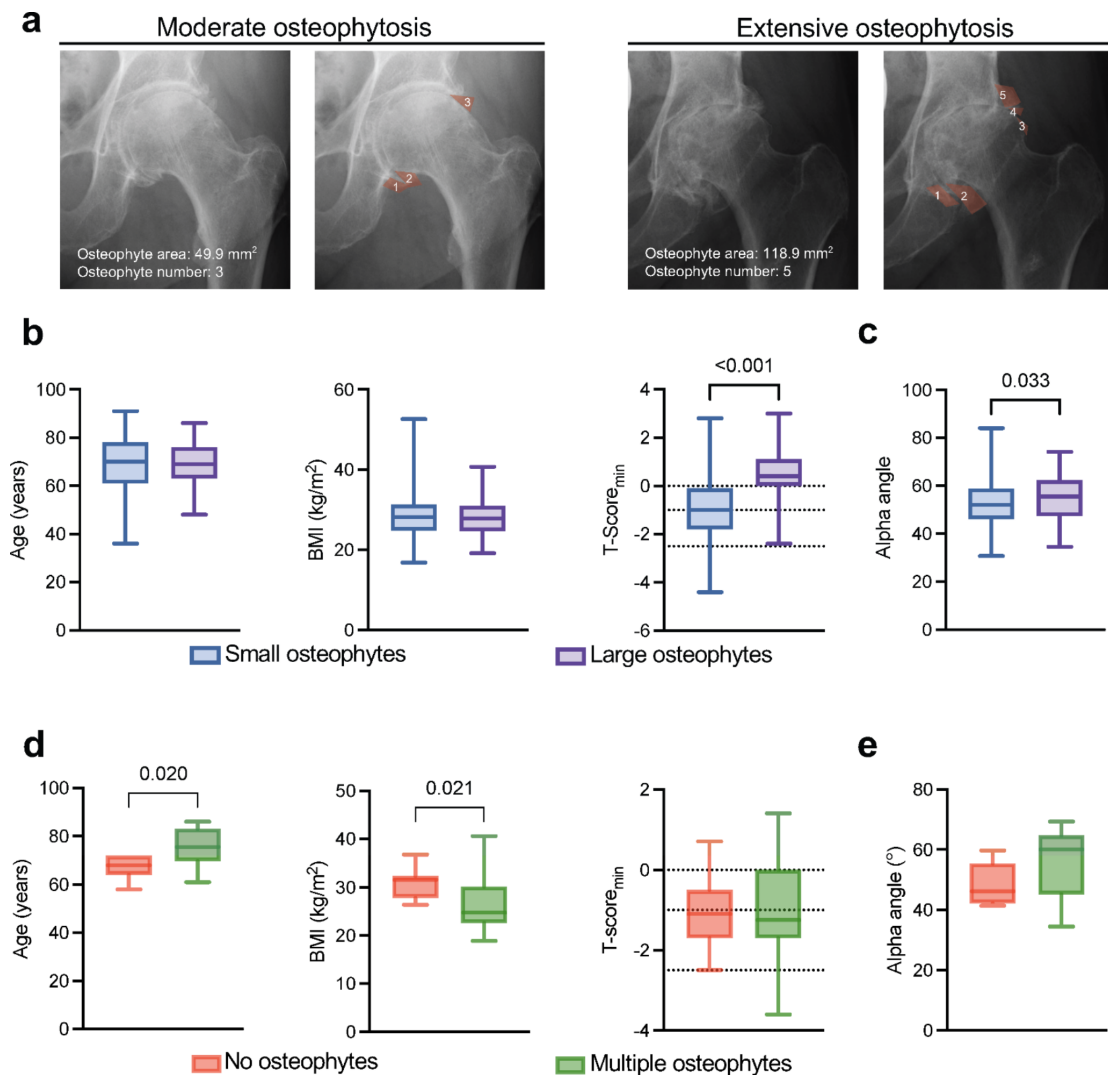 a
Moderate osteophytosis
Extensive osteophytosis
3
1
2
Osteophyte area: 49.9 mm²
Osteophyte number: 3
5
4
3
1
2
Osteophyte area: 118.9 mm²
Osteophyte number: 5
b
Age (years)
100
80
60
40
20
0
BMI (kg/m²)
60
40
20
0
<0.001
T-Scoremin
4
2
0
-2
-4
-6
c
0.033
Alpha angle
100
80
60
40
20
0
Small osteophytes
Large osteophytes
d
0.020
Age (years)
100
80
60
40
20
0
0.021
BMI (kg/m²)
50
40
30
20
10
0
T-scoremin
2
0
-2
-4
e
Alpha angle (°)
80
60
40
20
0
No osteophytes
Multiple osteophytes